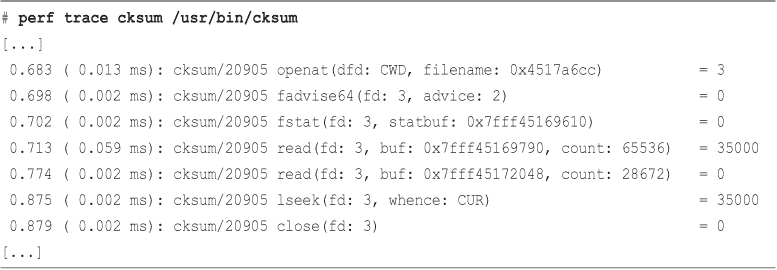 # perf trace cksum /usr/bin/cksum
[...]
0.683 ( 0.013 ms): cksum/20905 openat(dfd: CWD, filename: 0x4517a6cc) = 3
0.698 ( 0.002 ms): cksum/20905 fadvise64(fd: 3, advice: 2) = 0
0.702 ( 0.002 ms): cksum/20905 fstat(fd: 3, statbuf: 0x7fff45169610) = 0
0.713 ( 0.059 ms): cksum/20905 read(fd: 3, buf: 0x7fff45169790, count: 65536) = 35000
0.774 ( 0.002 ms): cksum/20905 read(fd: 3, buf: 0x7fff45172048, count: 28672) = 0
0.875 ( 0.002 ms): cksum/20905 lseek(fd: 3, whence: CUR) = 35000
0.879 ( 0.002 ms): cksum/20905 close(fd: 3) = 0
[...]